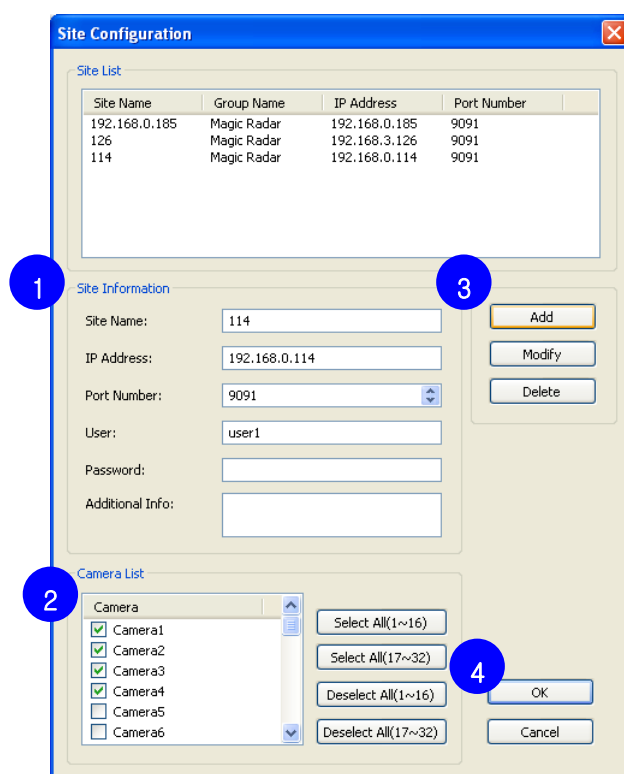 Site Configuration
Site List
Site Name Group Name IP Address Port Number
192.168.0.185 Magic Radar 192.168.0.185 9091
126 Magic Radar 192.168.3.126 9091
114 Magic Radar 192.168.0.114 9091
1
3
Site Information
Site Name: 114
Add
IP Address: 192.168.0.114
Modify
Port Number: 9091
Delete
User: user1
Password:
Additional Info:
2
Camera List
Camera
Camera1
Camera2
Camera3
Camera4
Camera5
Camera6
Select All(1~16)
Select All(17~32)
Deselect All(1~16)
Deselect All(17~32)
4
OK
Cancel